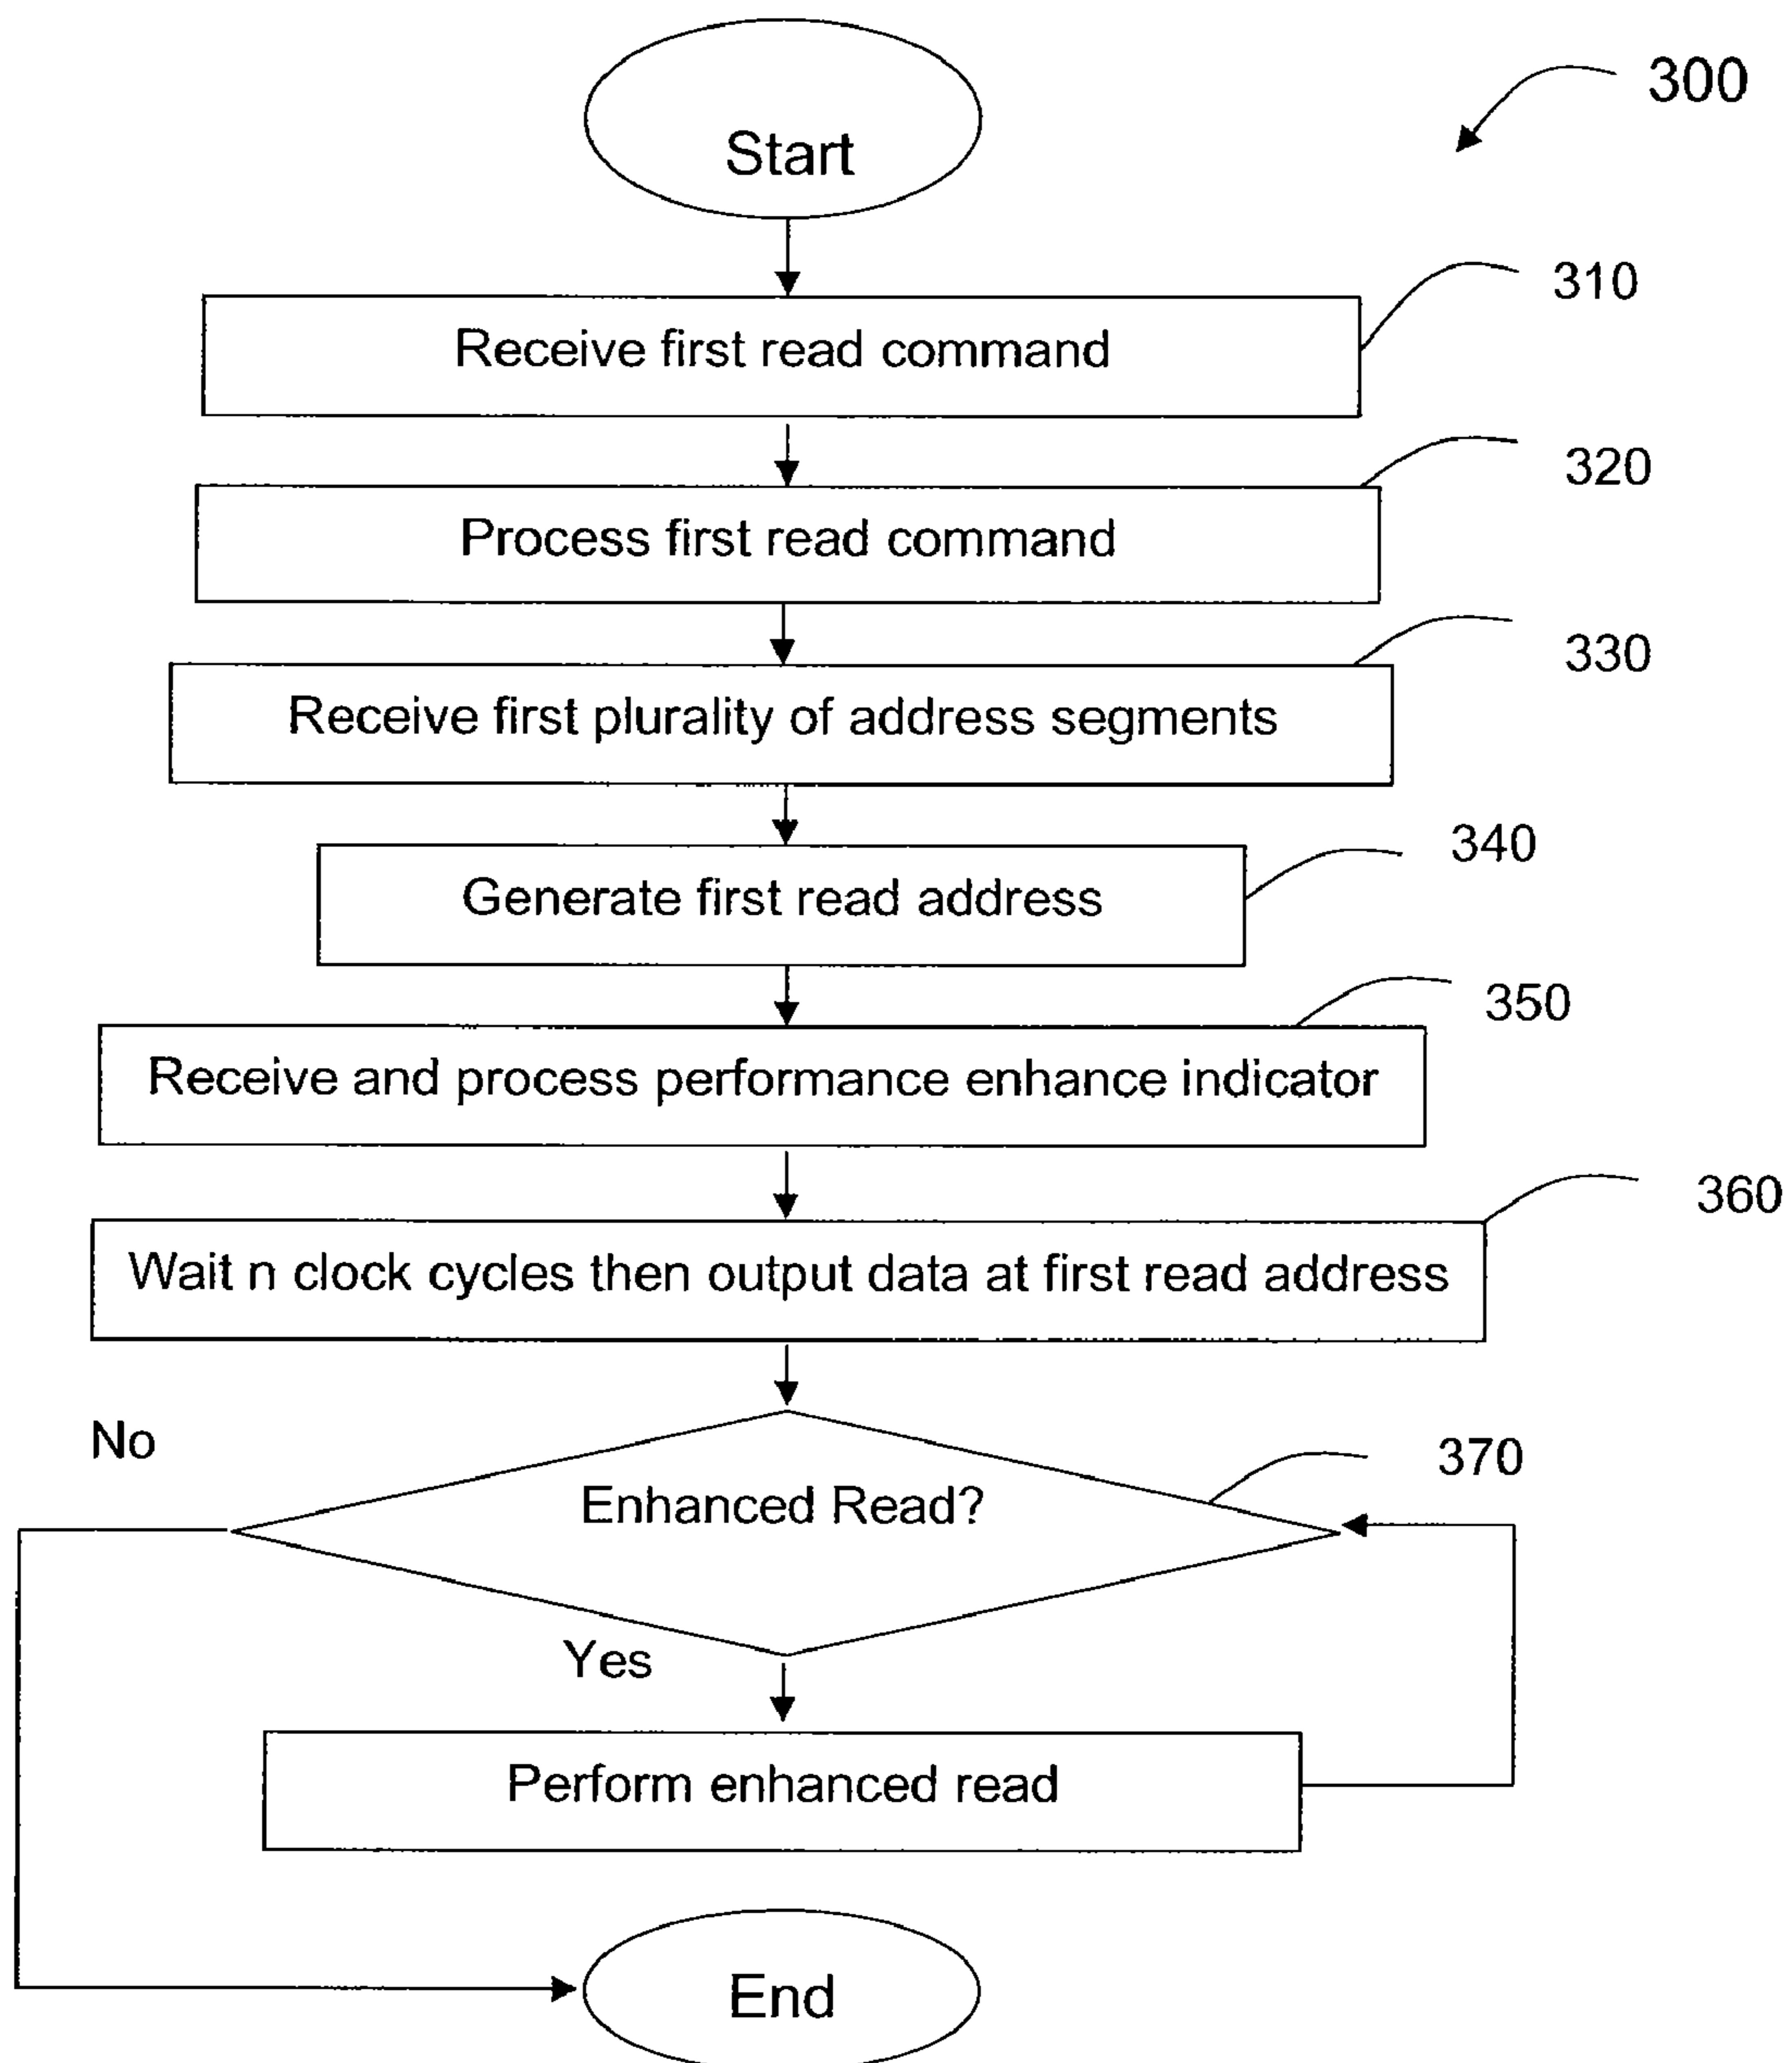 Start
300
310
Receive first read command
320
Process first read command
330
Receive first plurality of address segments
340
Generate first read address
350
Receive and process performance enhance indicator
360
Wait n clock cycles then output data at first read address
No
370
Enhanced Read?
Yes
Perform enhanced read
End